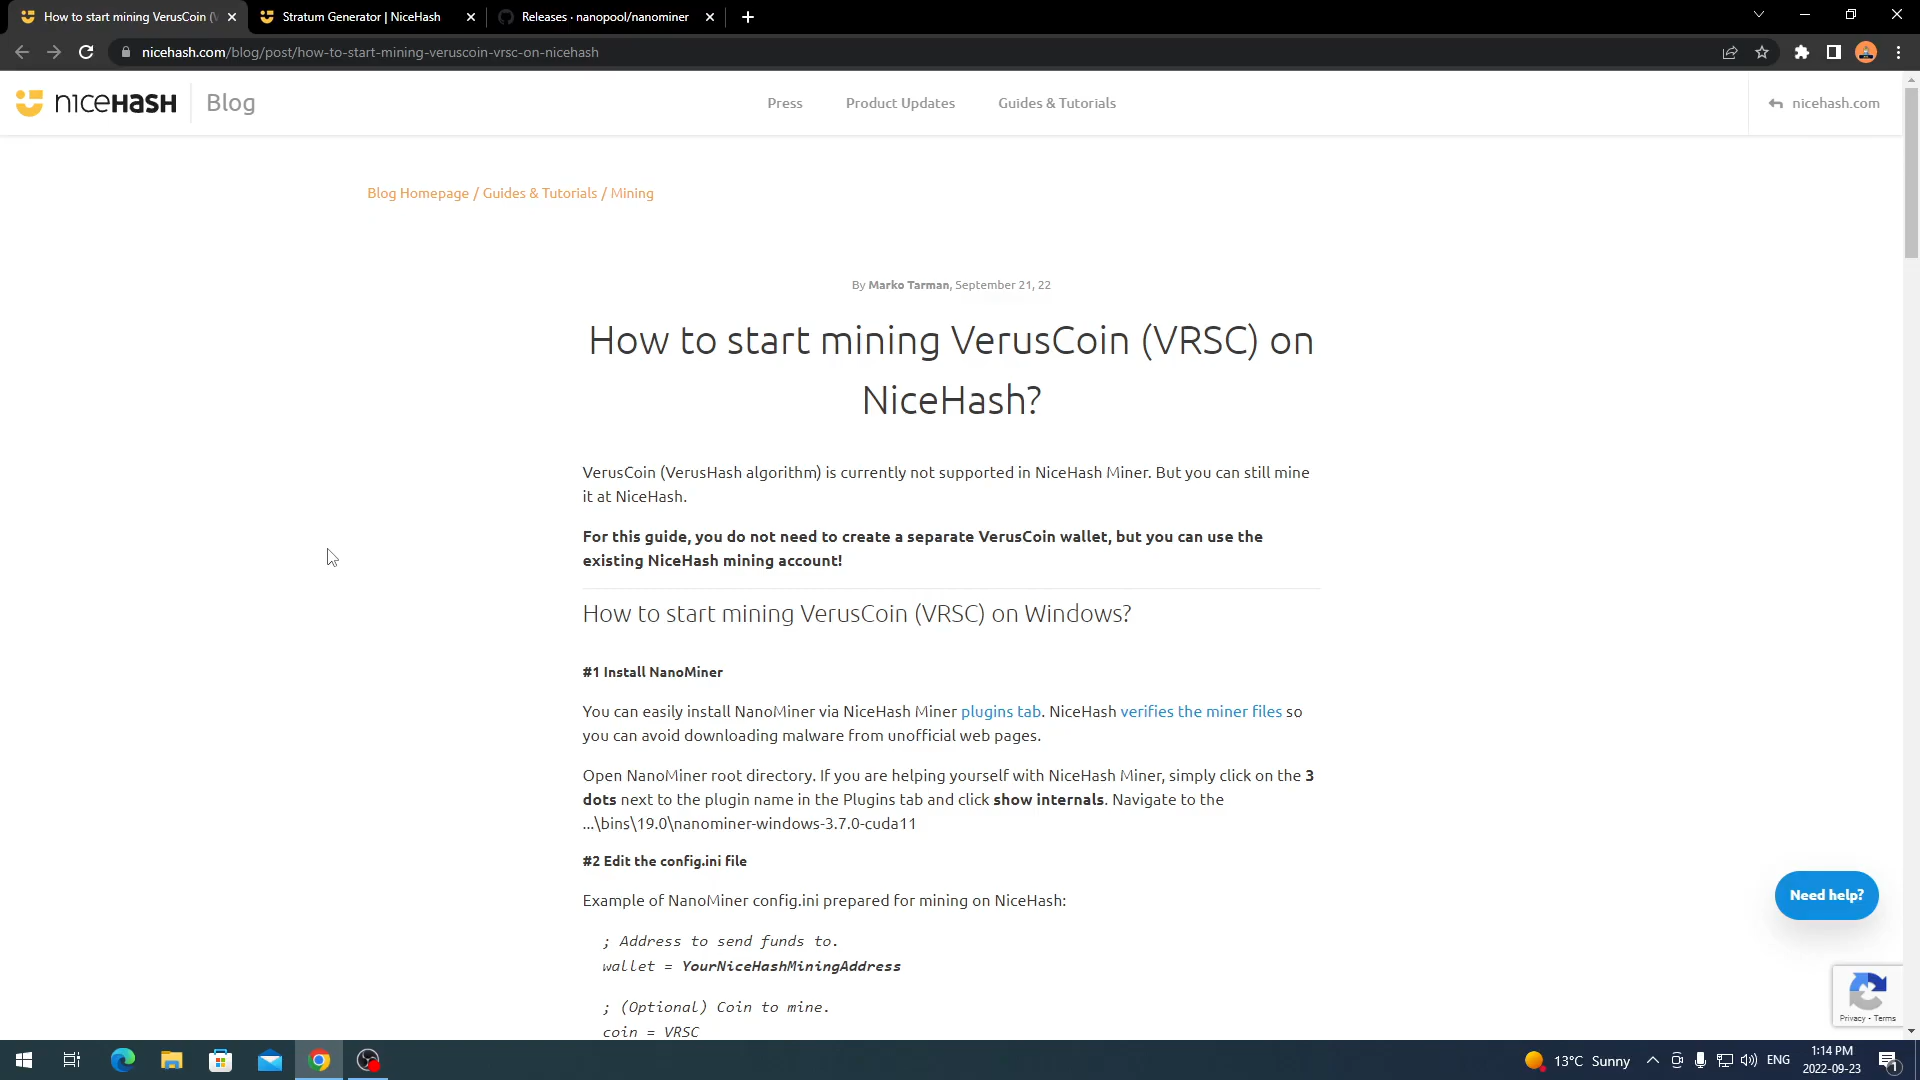 How to start mining VerusCoin (V
Stratum Generator | NiceHash
Releases · nanopool/nanominer
nicehash.com/blog/post/how-to-start-mining-veruscoin-vrsc-on-nicehash
niceHASH
Blog
Press
Product Updates
Guides & Tutorials
nicehash.com
Blog Homepage / Guides & Tutorials / Mining
By Marko Tarman, September 21, 22
How to start mining VerusCoin (VRSC) on
NiceHash?
VerusCoin (VerusHash algorithm) is currently not supported in NiceHash Miner. But you can still mine
it at NiceHash.
For this guide, you do not need to create a separate VerusCoin wallet, but you can use the
existing NiceHash mining account!
How to start mining VerusCoin (VRSC) on Windows?
#1 Install NanoMiner
You can easily install NanoMiner via NiceHash Miner plugins tab. NiceHash verifies the miner files so
you can avoid downloading malware from unofficial web pages.
Open NanoMiner root directory. If you are helping yourself with NiceHash Miner, simply click on the 3
dots next to the plugin name in the Plugins tab and click show internals. Navigate to the
...\bins\19.0\nanominer-windows-3.7.0-cuda11
#2 Edit the config.ini file
Example of NanoMiner config.ini prepared for mining on NiceHash:
; Address to send funds to.
wallet = YourNiceHashMiningAddress
; (Optional) Coin to mine.
coin = VRSC
Need help?
Privacy - Terms
13°C Sunny
ENG
1:14 PM
2022-09-23
1